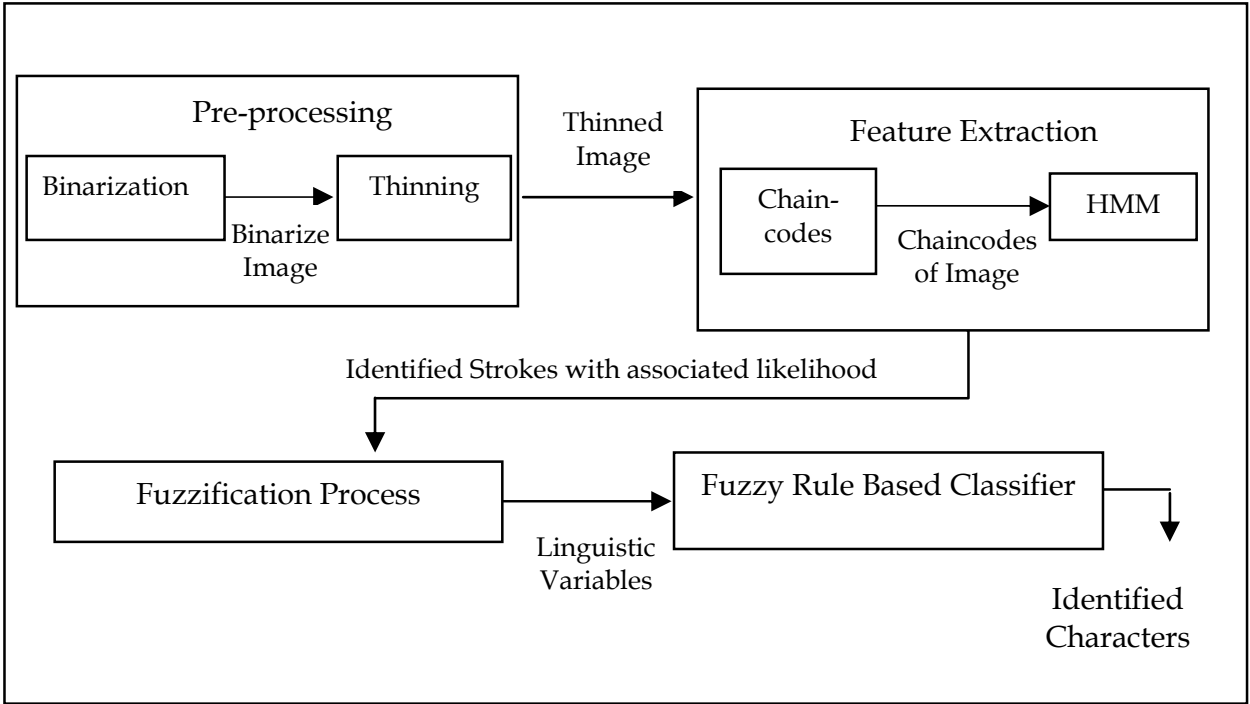 Pre-processing
Binarization
Thinning
Binarize
Image
Thinned
Image
Feature Extraction
Chain-
codes
HMM
Chaincodes
of Image
Identified Strokes with associated likelihood
Fuzzification Process
Linguistic
Variables
Fuzzy Rule Based Classifier
Identified
Characters